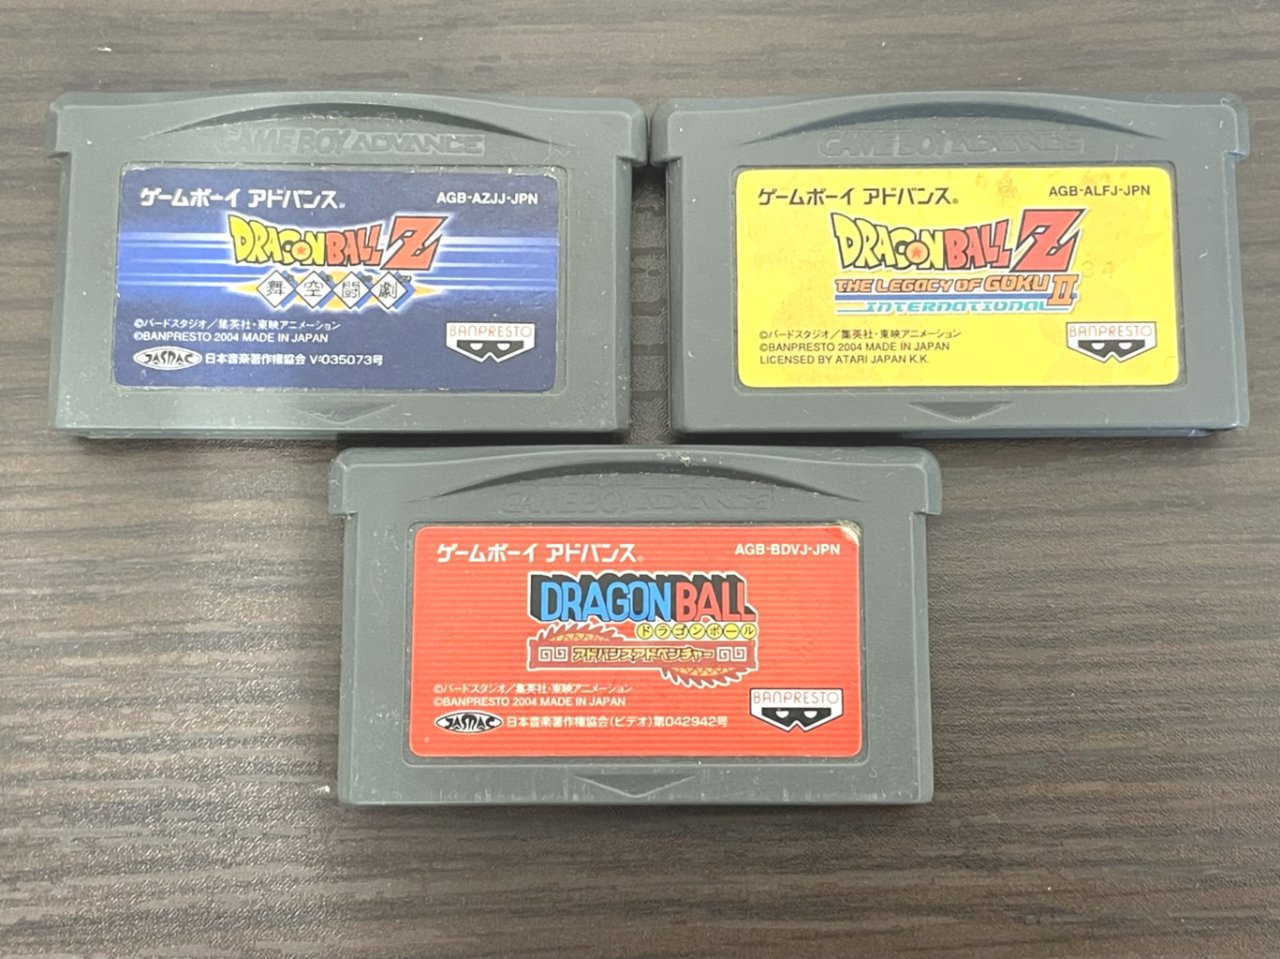 GAME BOY ADVANCE
ゲームボーイ アドバンス®
AGB-AZJJ-JPN
DRAGON BALL Z
舞空闘劇
©バードスタジオ/集英社・東映アニメーション
©BANPRESTO 2004 MADE IN JAPAN
JASRAC 日本音楽著作権協会 V-035073号
BANPRESTO
GAME BOY ADVANCE
ゲームボーイ アドバンス®
AGB-ALFJ-JPN
DRAGON BALL Z
THE LEGACY OF GOKU II
INTERNATIONAL
©バードスタジオ/集英社・東映アニメーション
©BANPRESTO 2004 MADE IN JAPAN
LICENSED BY ATARI JAPAN K.K.
BANPRESTO
GAME BOY ADVANCE
ゲームボーイ アドバンス®
AGB-BDVJ-JPN
DRAGON BALL
ドラゴンボール
アドバンスアドベンチャー
©バードスタジオ/集英社・東映アニメーション
©BANPRESTO 2004 MADE IN JAPAN
JASRAC 日本音楽著作権協会(ビデオ)第042942号
BANPRESTO